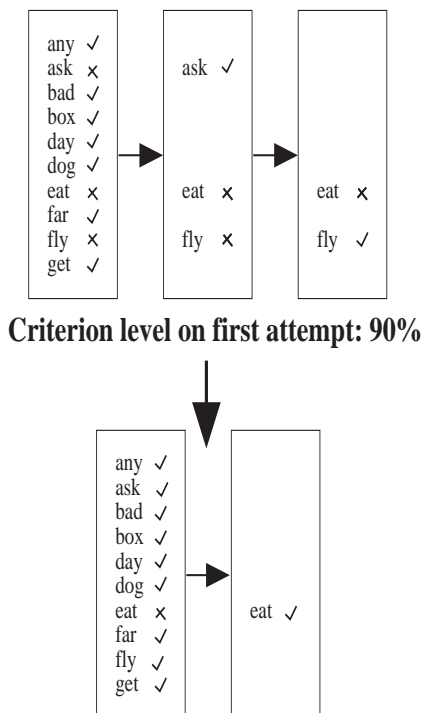 any ✓
ask ✗
bad ✓
box ✓
day ✓
dog ✓
eat ✗
far ✓
fly ✗
get ✓
ask ✓
eat ✗
fly ✗
eat ✗
fly ✓
Criterion level on first attempt: 90%
any ✓
ask ✓
bad ✓
box ✓
day ✓
dog ✓
eat ✗
far ✓
fly ✓
get ✓
eat ✓